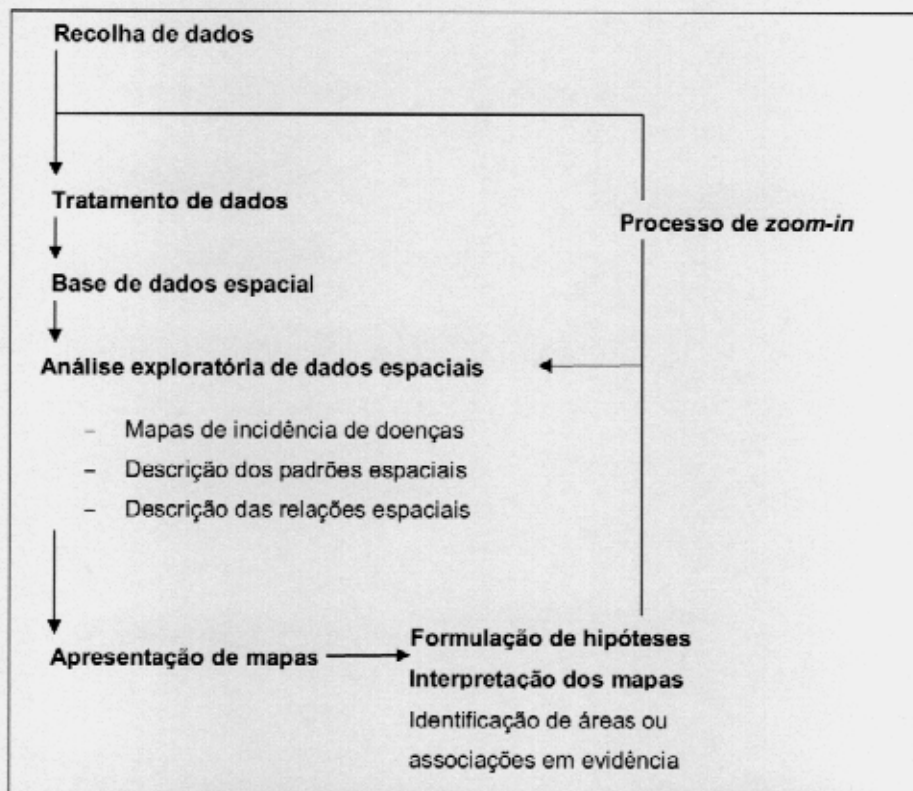 Recolha de dados
Tratamento de dados
Processo de zoom-in
Base de dados espacial
Análise exploratória de dados espaciais
– Mapas de incidência de doenças
– Descrição dos padrões espaciais
– Descrição das relações espaciais
Apresentação de mapas
Formulação de hipóteses
Interpretação dos mapas
Identificação de áreas ou
associações em evidência